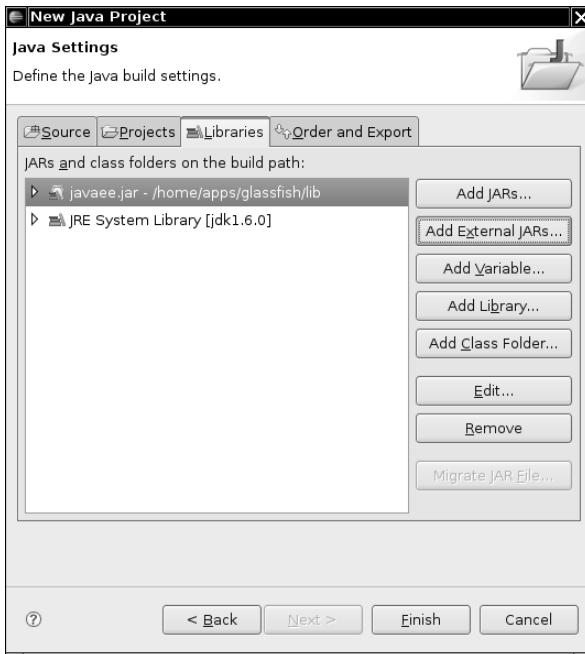 New Java Project
Java Settings
Define the Java build settings.
Source Projects Libraries Order and Export
JARs and class folders on the build path:
javaee.jar - /home/apps/glassfish/lib
JRE System Library [jdk1.6.0]
Add JARs...
Add External JARs...
Add Variable...
Add Library...
Add Class Folder...
Edit...
Remove
Migrate JAR File...
? < Back Next > Finish Cancel